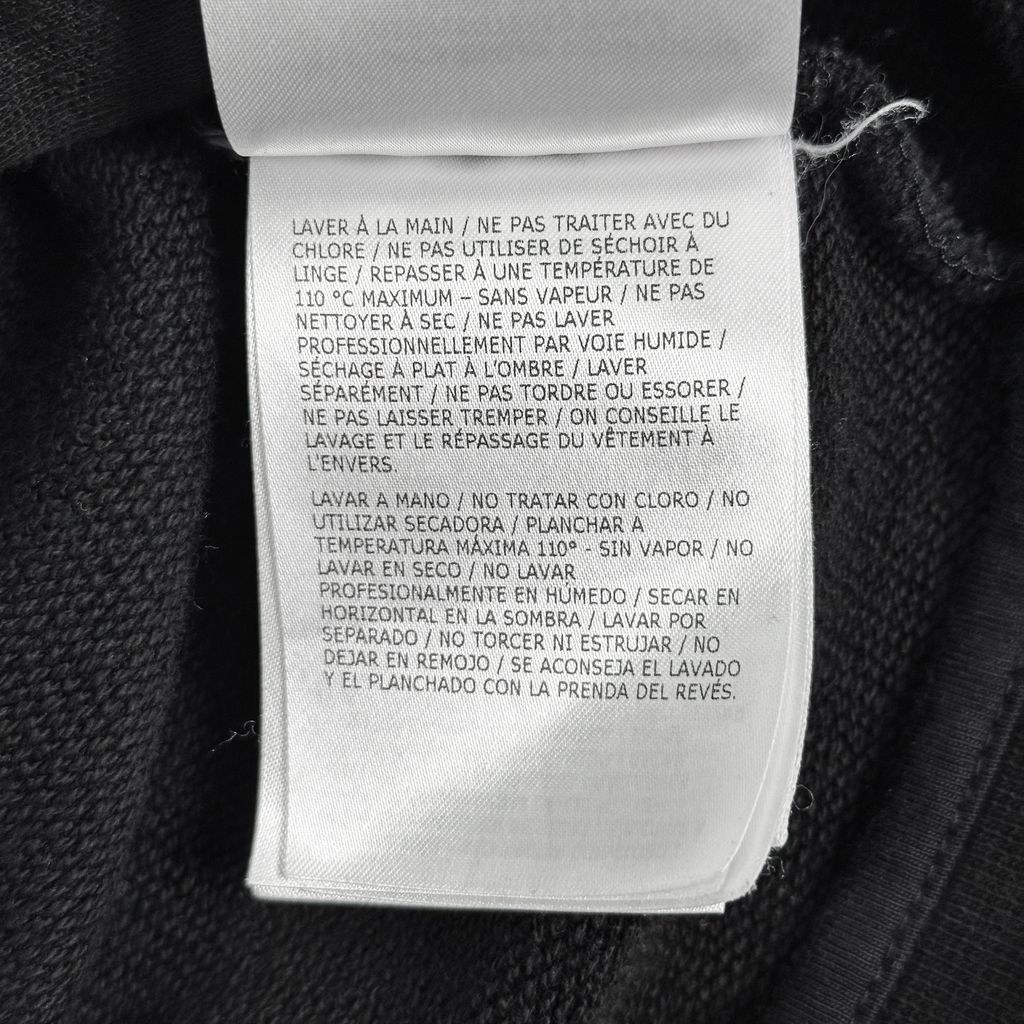 LAVER À LA MAIN / NE PAS TRAITER AVEC DU
CHLORE / NE PAS UTILISER DE SÉCHOIR À
LINGE / REPASSER À UNE TEMPÉRATURE DE
110 °C MAXIMUM – SANS VAPEUR / NE PAS
NETTOYER À SEC / NE PAS LAVER
PROFESSIONNELLEMENT PAR VOIE HUMIDE /
SÉCHAGE À PLAT À L'OMBRE / LAVER
SÉPARÉMENT / NE PAS TORDRE OU ESSORER /
NE PAS LAISSER TREMPER / ON CONSEILLE LE
LAVAGE ET LE RÉPASSAGE DU VÊTEMENT À
L'ENVERS.
LAVAR A MANO / NO TRATAR CON CLORO / NO
UTILIZAR SECADORA / PLANCHAR A
TEMPERATURA MÁXIMA 110° - SIN VAPOR / NO
LAVAR EN SECO / NO LAVAR
PROFESIONALMENTE EN HÚMEDO / SECAR EN
HORIZONTAL EN LA SOMBRA / LAVAR POR
SEPARADO / NO TORCER NI ESTRUJAR / NO
DEJAR EN REMOJO / SE ACONSEJA EL LAVADO
Y EL PLANCHADO CON LA PRENDA DEL REVÉS.